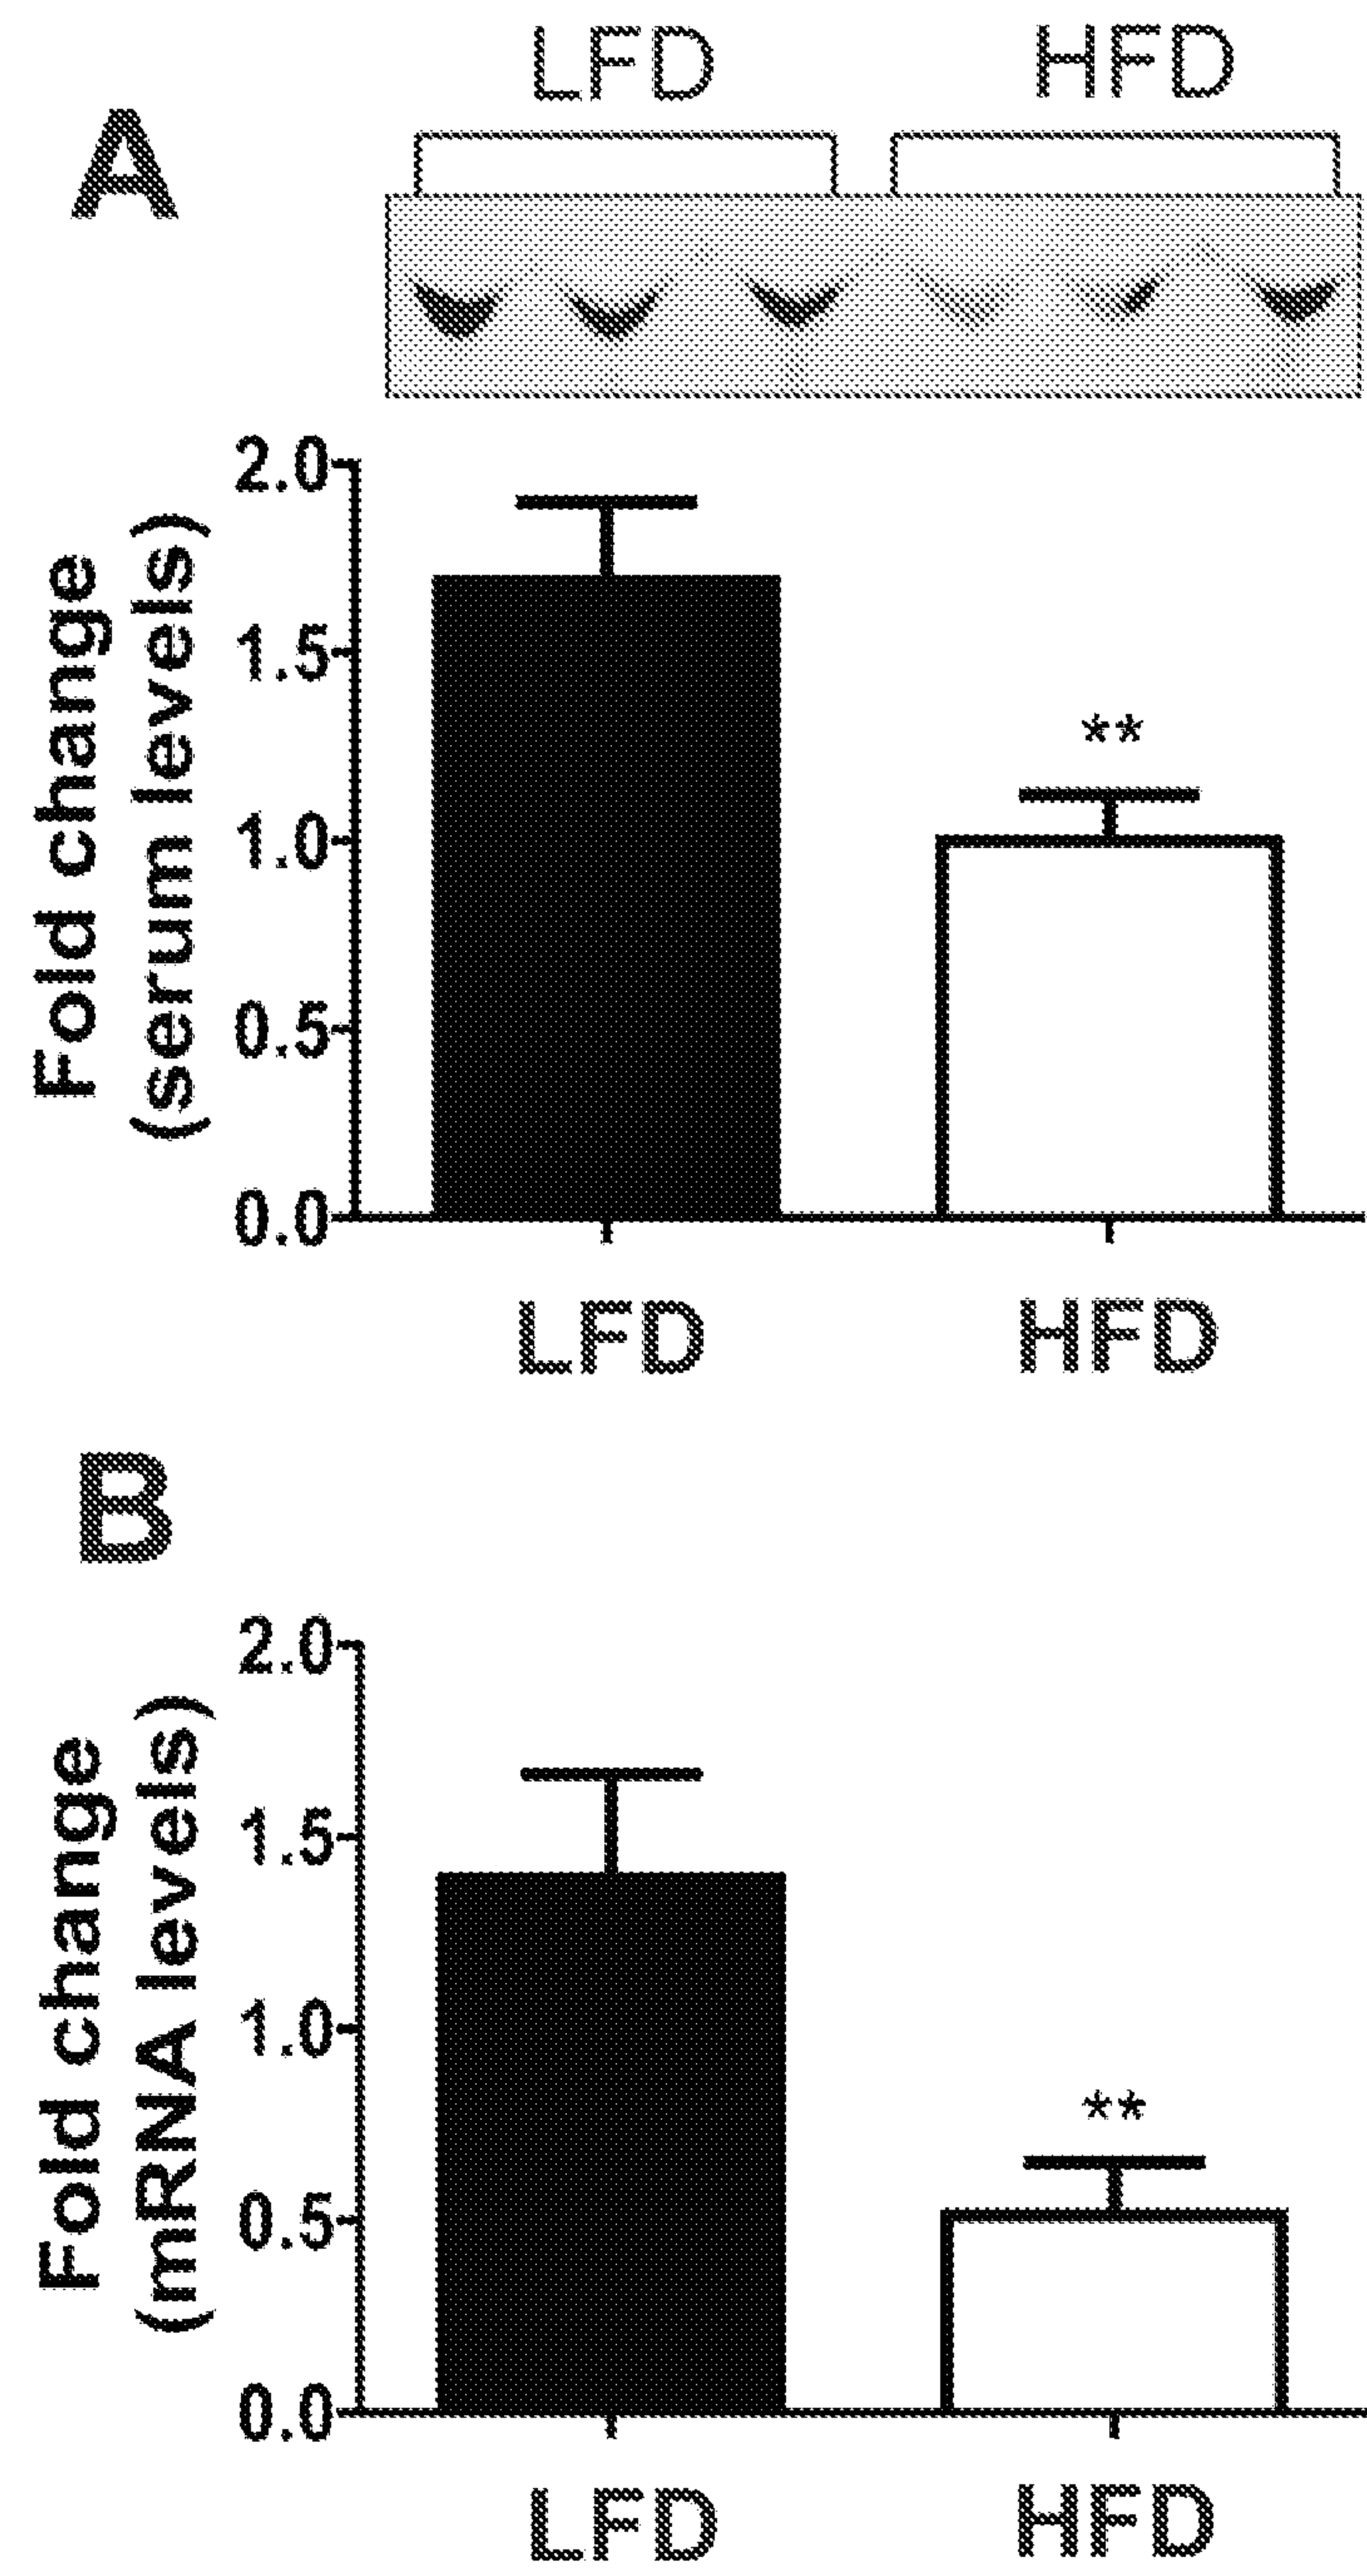 A
LFD HFD
Fold change
(serum levels)
2.0
1.5
1.0
0.5
0.0
**
LFD HFD
B
Fold change
(mRNA levels)
2.0
1.5
1.0
0.5
0.0
**
LFD HFD